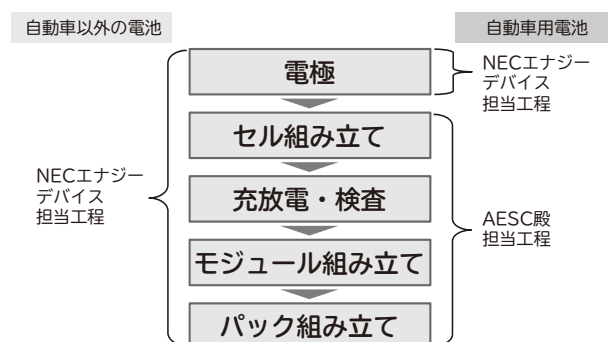 自動車以外の電池
自動車用電池
電極
NECエナジー
デバイス
担当工程
セル組み立て
NECエナジー
デバイス
担当工程
充放電・検査
AESC殿
担当工程
モジュール組み立て
パック組み立て